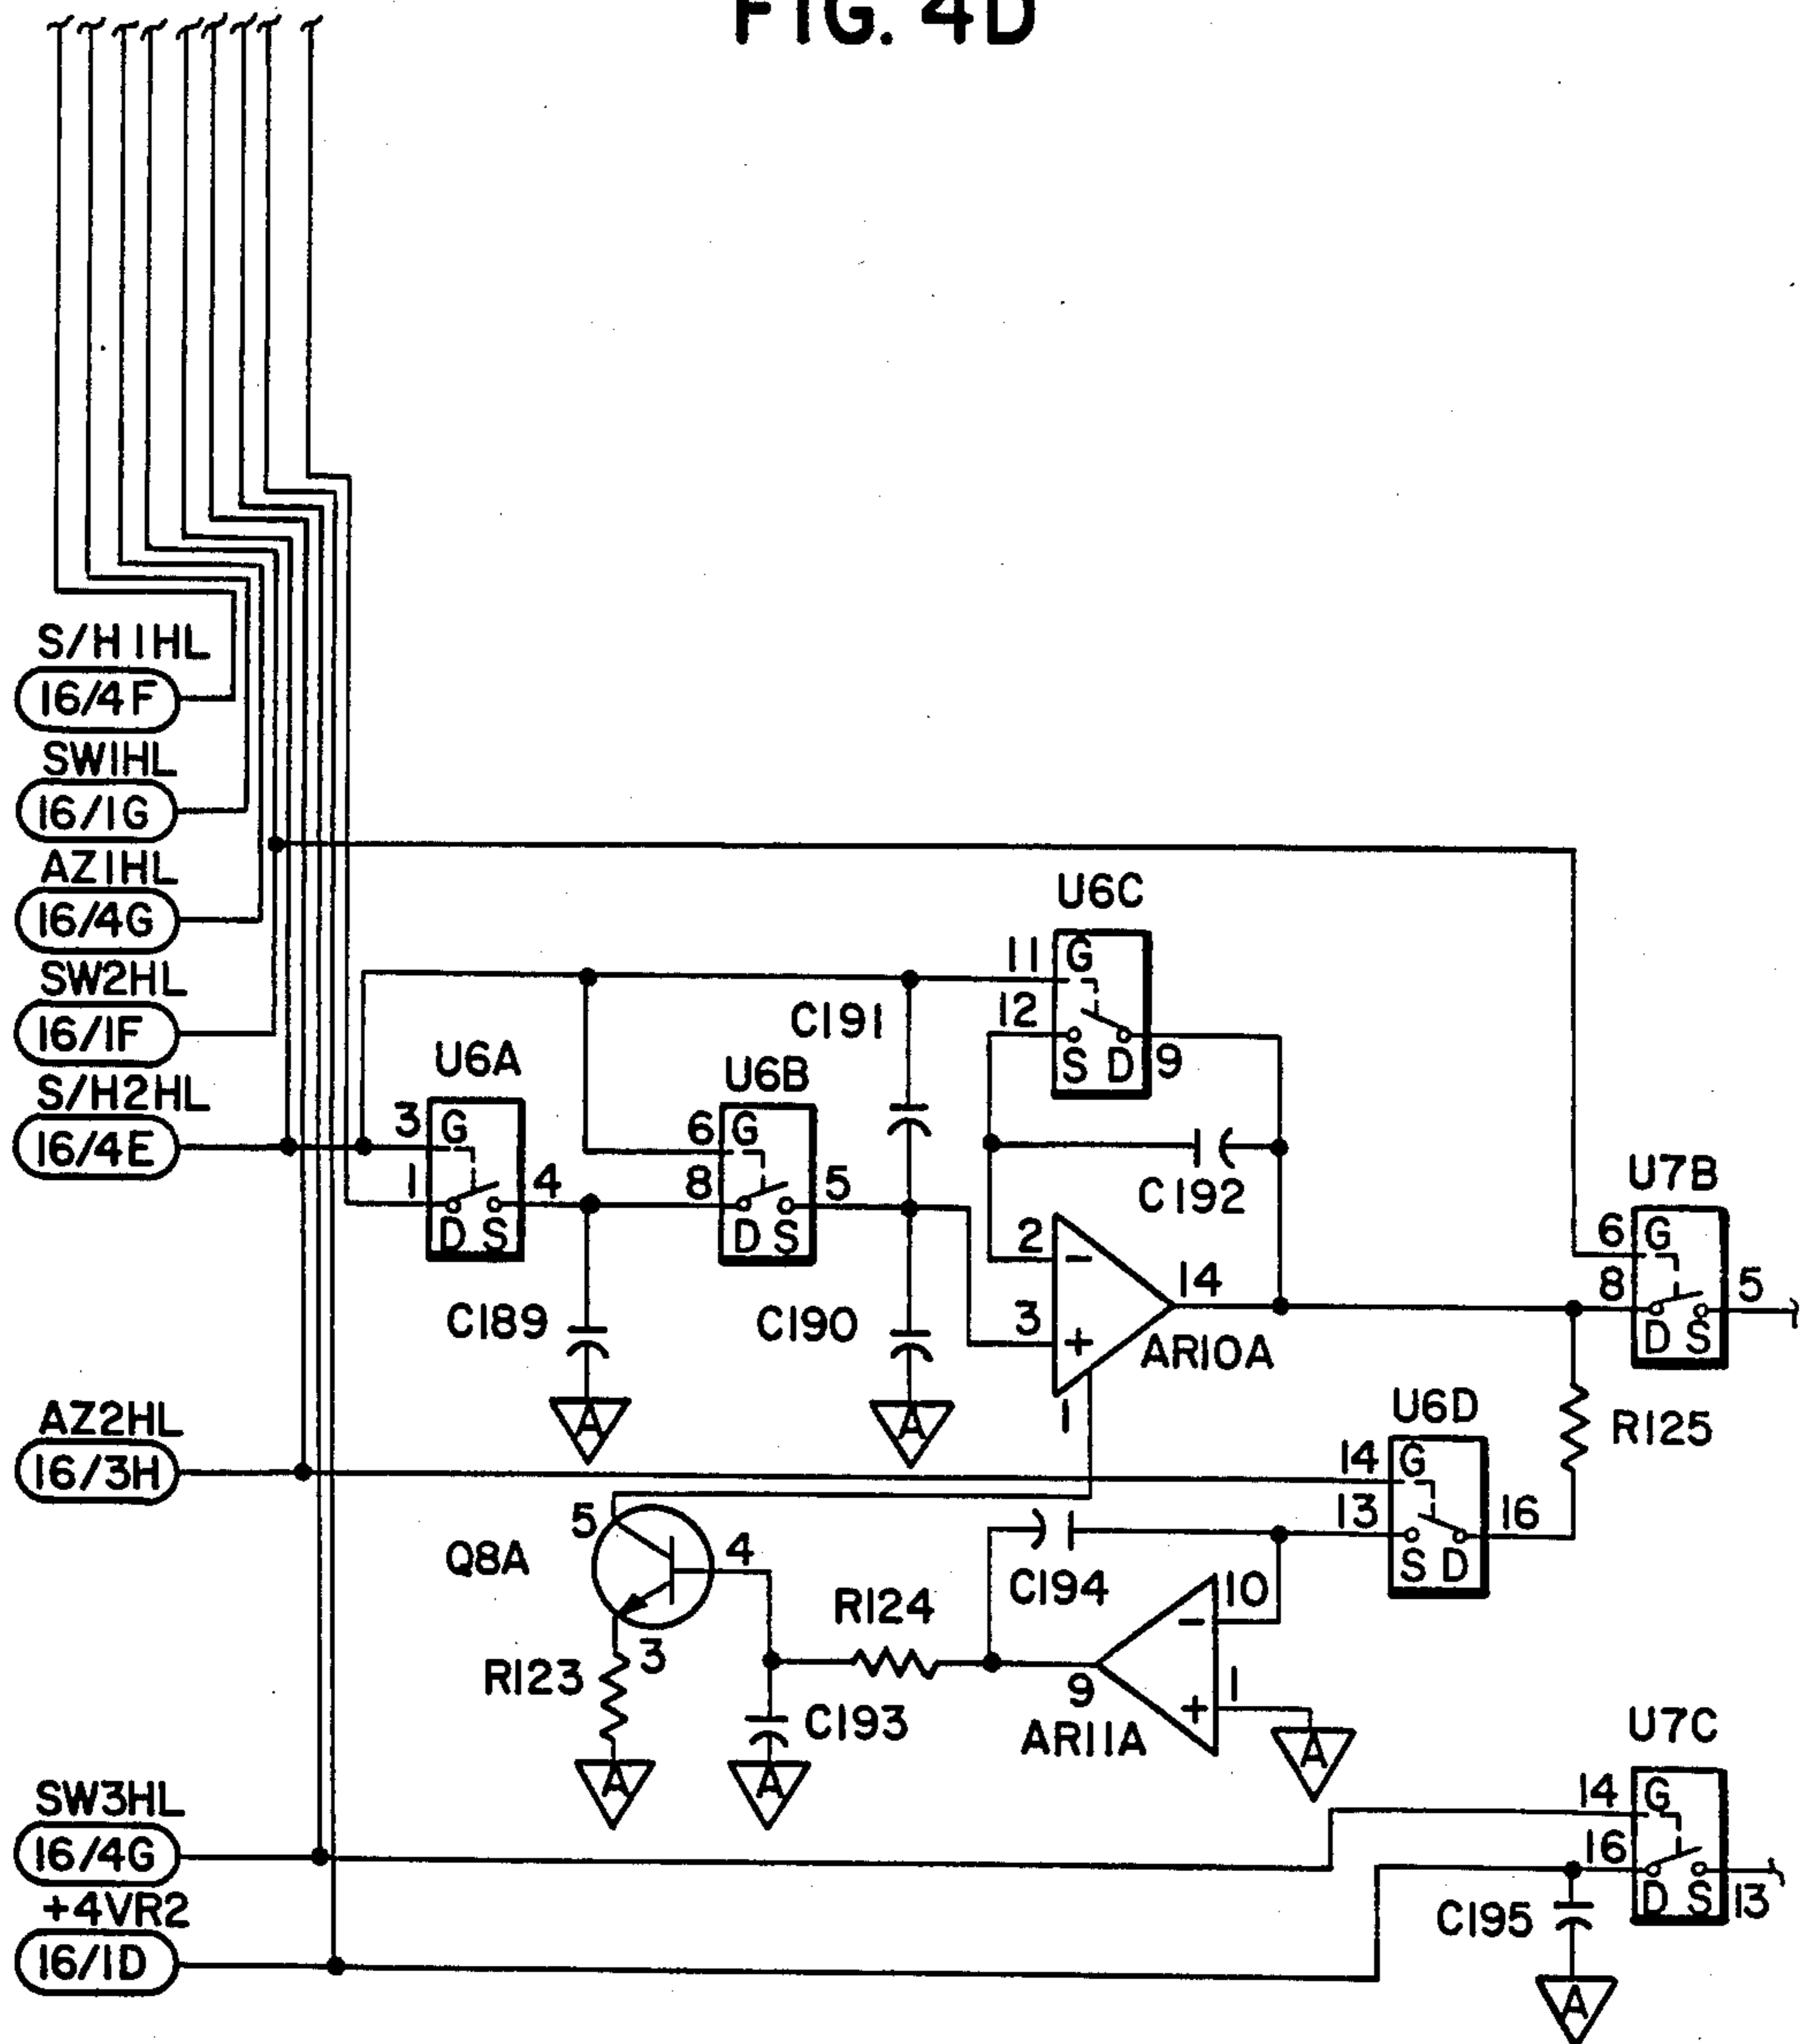 FIG. 4D
S/H1HL
16/4F
SW1HL
16/1G
AZ1HL
16/4G
SW2HL
16/1F
S/H2HL
16/4E
U6C
11 G
12
S D 9
C191
C192
U6A
3 G
1 4
D S
U6B
6 G
8 5
D S
C189
A
C190
A
2 −
3 +
14
AR10A
1
U7B
6 G
8 5
D S
R125
AZ2HL
16/3H
U6D
14 G
13 16
S D
Q8A
5
4
3
R123
A
R124
C193
A
C194
10
−
+
1
9
AR11A
A
SW3HL
16/4G
+4VR2
16/1D
U7C
14 G
16
D S 13
C195
A